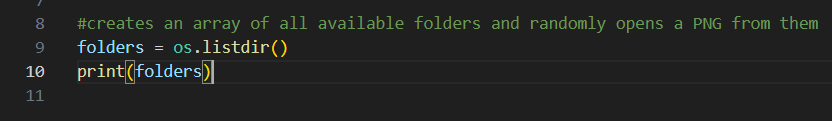 8 #creates an array of all available folders and randomly opens a PNG from them
9 folders = os.listdir()
10 print(folders)
11